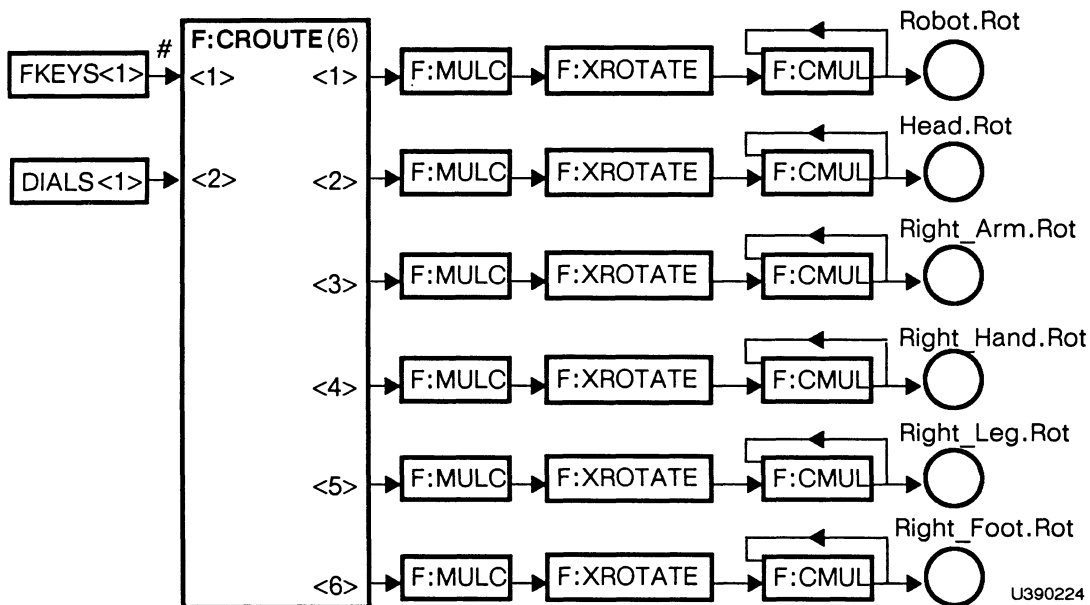 Robot.Rot
# F:CROUTE(6)
FKEYS<1> <1> <1> F:MULC F:XROTATE F:CMUL
Head.Rot
DIALS<1> <2> <2> F:MULC F:XROTATE F:CMUL
Right_Arm.Rot
<3> F:MULC F:XROTATE F:CMUL
Right_Hand.Rot
<4> F:MULC F:XROTATE F:CMUL
Right_Leg.Rot
<5> F:MULC F:XROTATE F:CMUL
Right_Foot.Rot
<6> F:MULC F:XROTATE F:CMUL
U390224